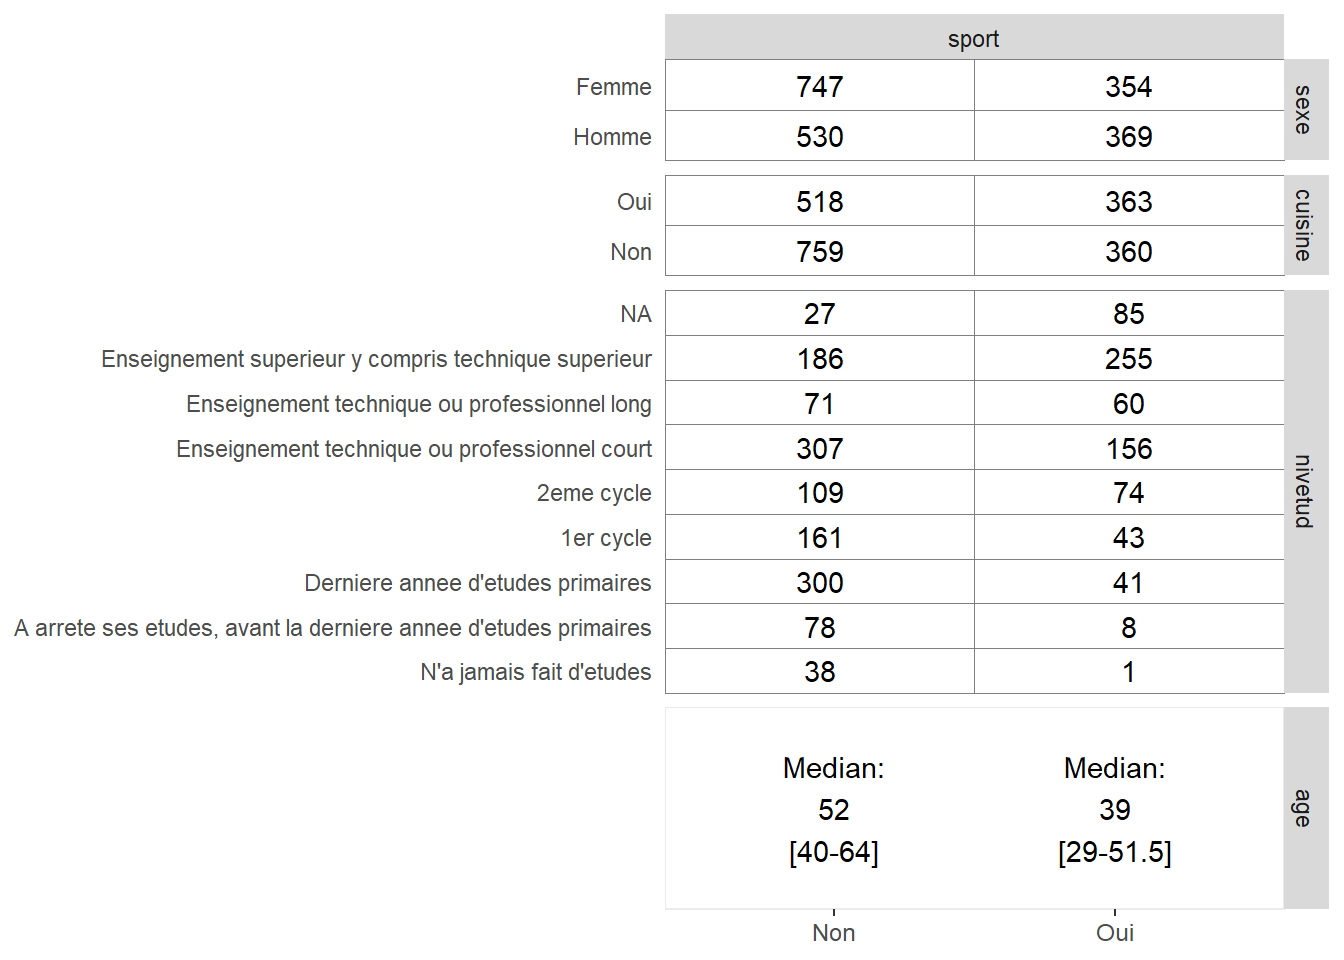 sport
Femme 747 354
Homme 530 369
sexe
Oui 518 363
Non 759 360
cuisine
NA 27 85
Enseignement superieur y compris technique superieur 186 255
Enseignement technique ou professionnel long 71 60
Enseignement technique ou professionnel court 307 156
2eme cycle 109 74
1er cycle 161 43
Derniere annee d'etudes primaires 300 41
A arrete ses etudes, avant la derniere annee d'etudes primaires 78 8
N'a jamais fait d'etudes 38 1
nivetud
Median: Median:
52 39
[40-64] [29-51.5]
age
Non Oui